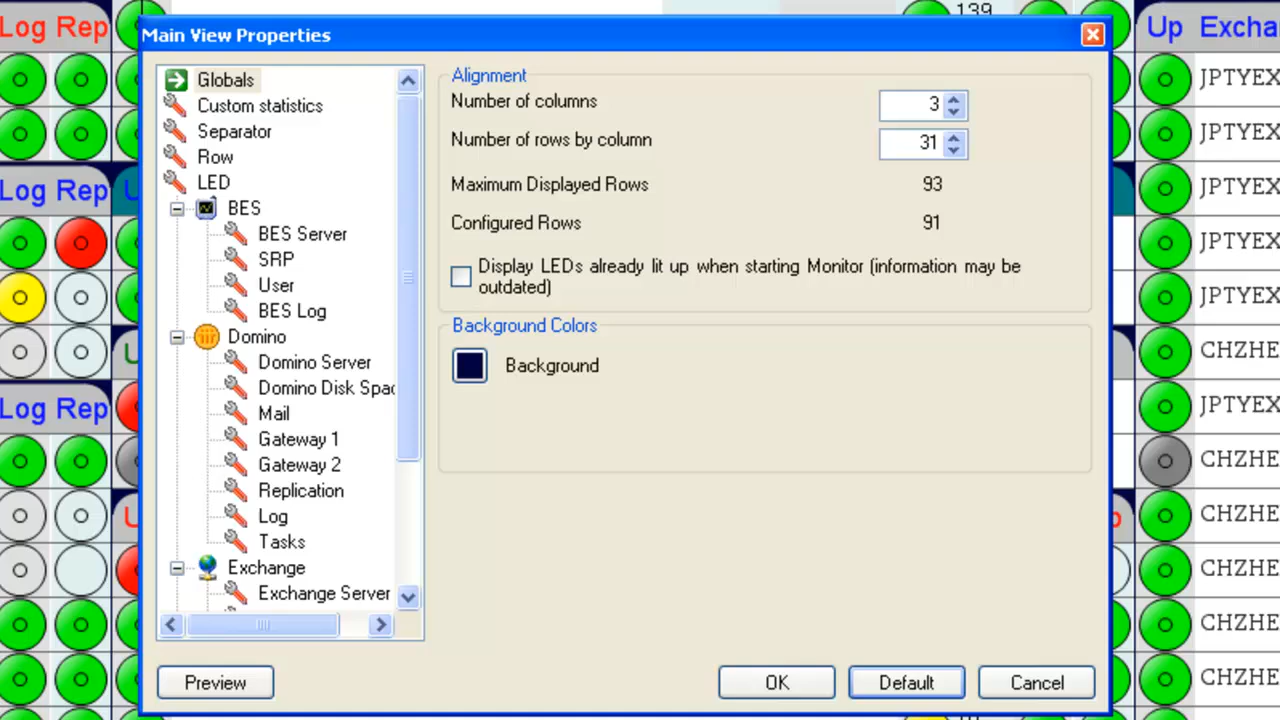 139
Log Rep
Up Excha
Main View Properties
Globals
Custom statistics
Separator
Row
LED
BES
BES Server
SRP
User
BES Log
Domino
Domino Server
Domino Disk Spac
Mail
Gateway 1
Gateway 2
Replication
Log
Tasks
Exchange
Exchange Server
Alignment
Number of columns 3
Number of rows by column 31
Maximum Displayed Rows 93
Configured Rows 91
Display LEDs already lit up when starting Monitor (information may be
outdated)
Background Colors
Background
Preview
OK
Default
Cancel
Log Rep
Log Rep
JPTYEX
JPTYEX
JPTYEX
JPTYEX
JPTYEX
CHZHE
JPTYEX
CHZHE
CHZHE
CHZHE
CHZHE
CHZHE